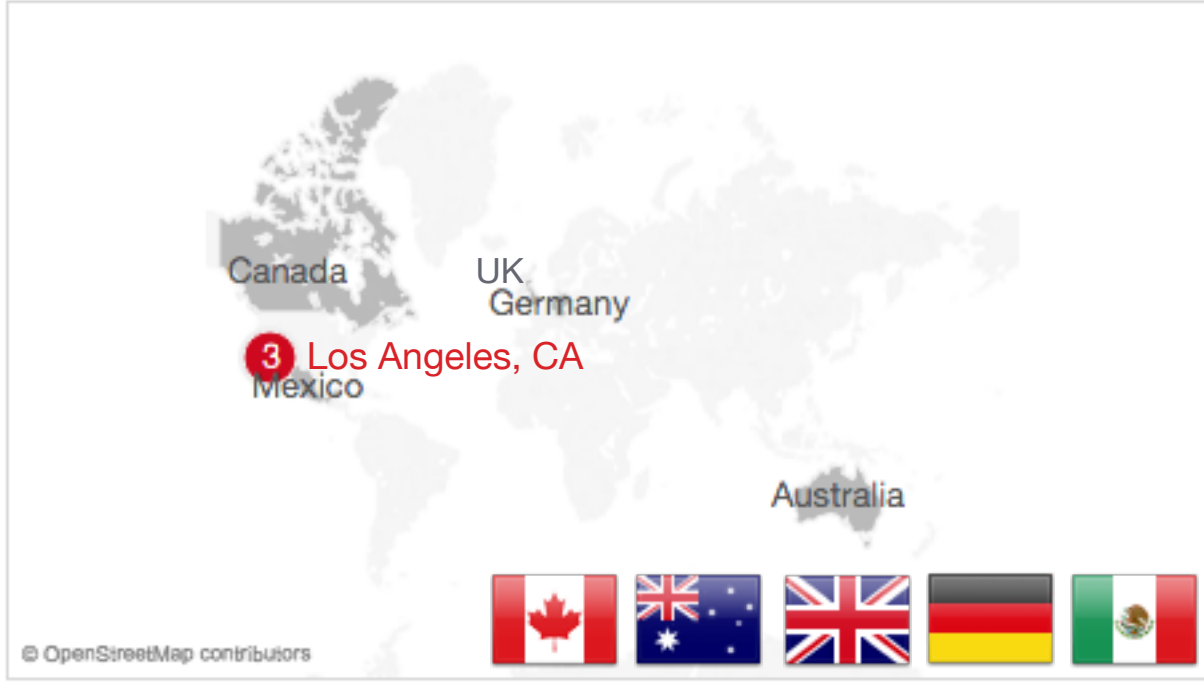 Canada
UK
Germany
3 Los Angeles, CA
Mexico
Australia
© OpenStreetMap contributors